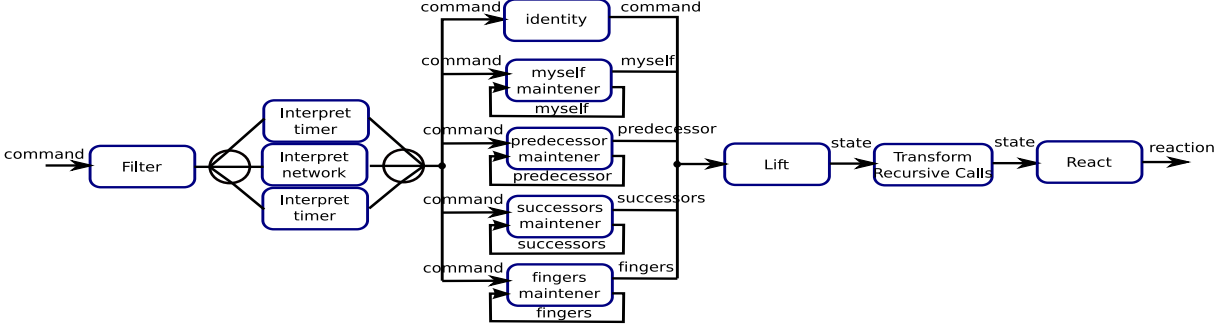 command
Filter
Interpret
timer
Interpret
network
Interpret
timer
command
identity
command
command
myself
maintener
myself
myself
command
predecessor
maintener
predecessor
predecessor
command
successors
maintener
successors
successors
command
fingers
maintener
fingers
fingers
Lift
state
Transform
Recursive Calls
state
React
reaction